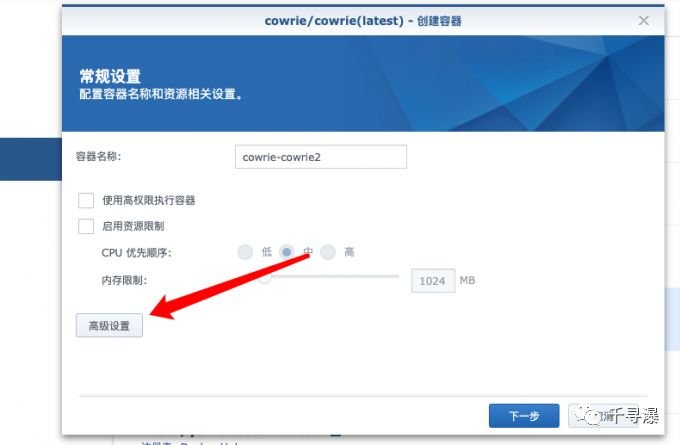 cowrie/cowrie(latest) - 创建容器
常规设置
配置容器名称和资源相关设置。
容器名称:
cowrie-cowrie2
使用高权限执行容器
启用资源限制
CPU 优先顺序:
低
中
高
内存限制:
1024
MB
高级设置
下一步
千寻瀑